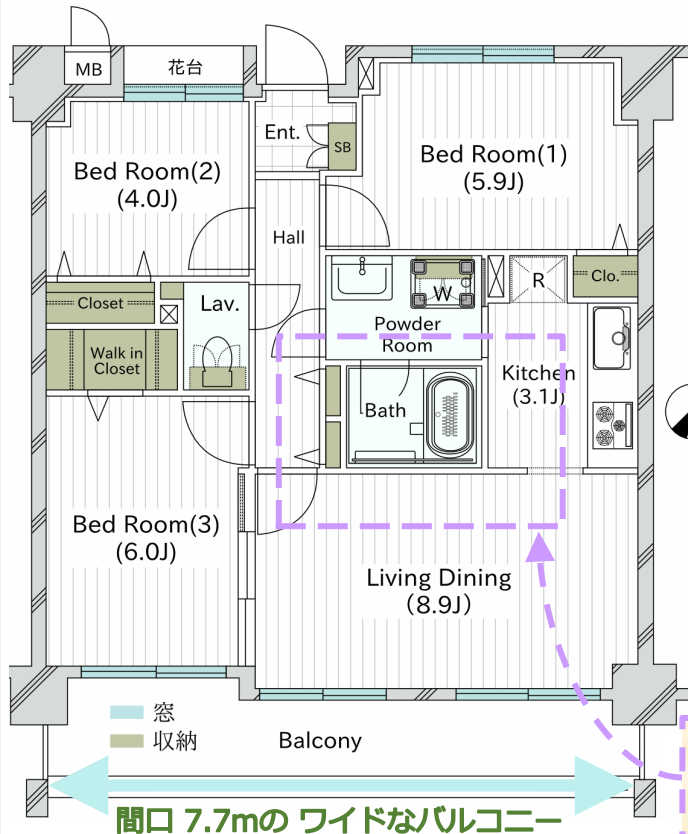 MB
花台
Ent.
SB
Bed Room(1)
(5.9J)
Bed Room(2)
(4.0J)
Hall
Closet
Lav.
W
R
Clo.
Powder
Room
Walk in
Closet
Kitchen
(3.1J)
Bath
Bed Room(3)
(6.0J)
Living Dining
(8.9J)
窓
収納
Balcony
間口 7.7mの ワイドなバルコニー